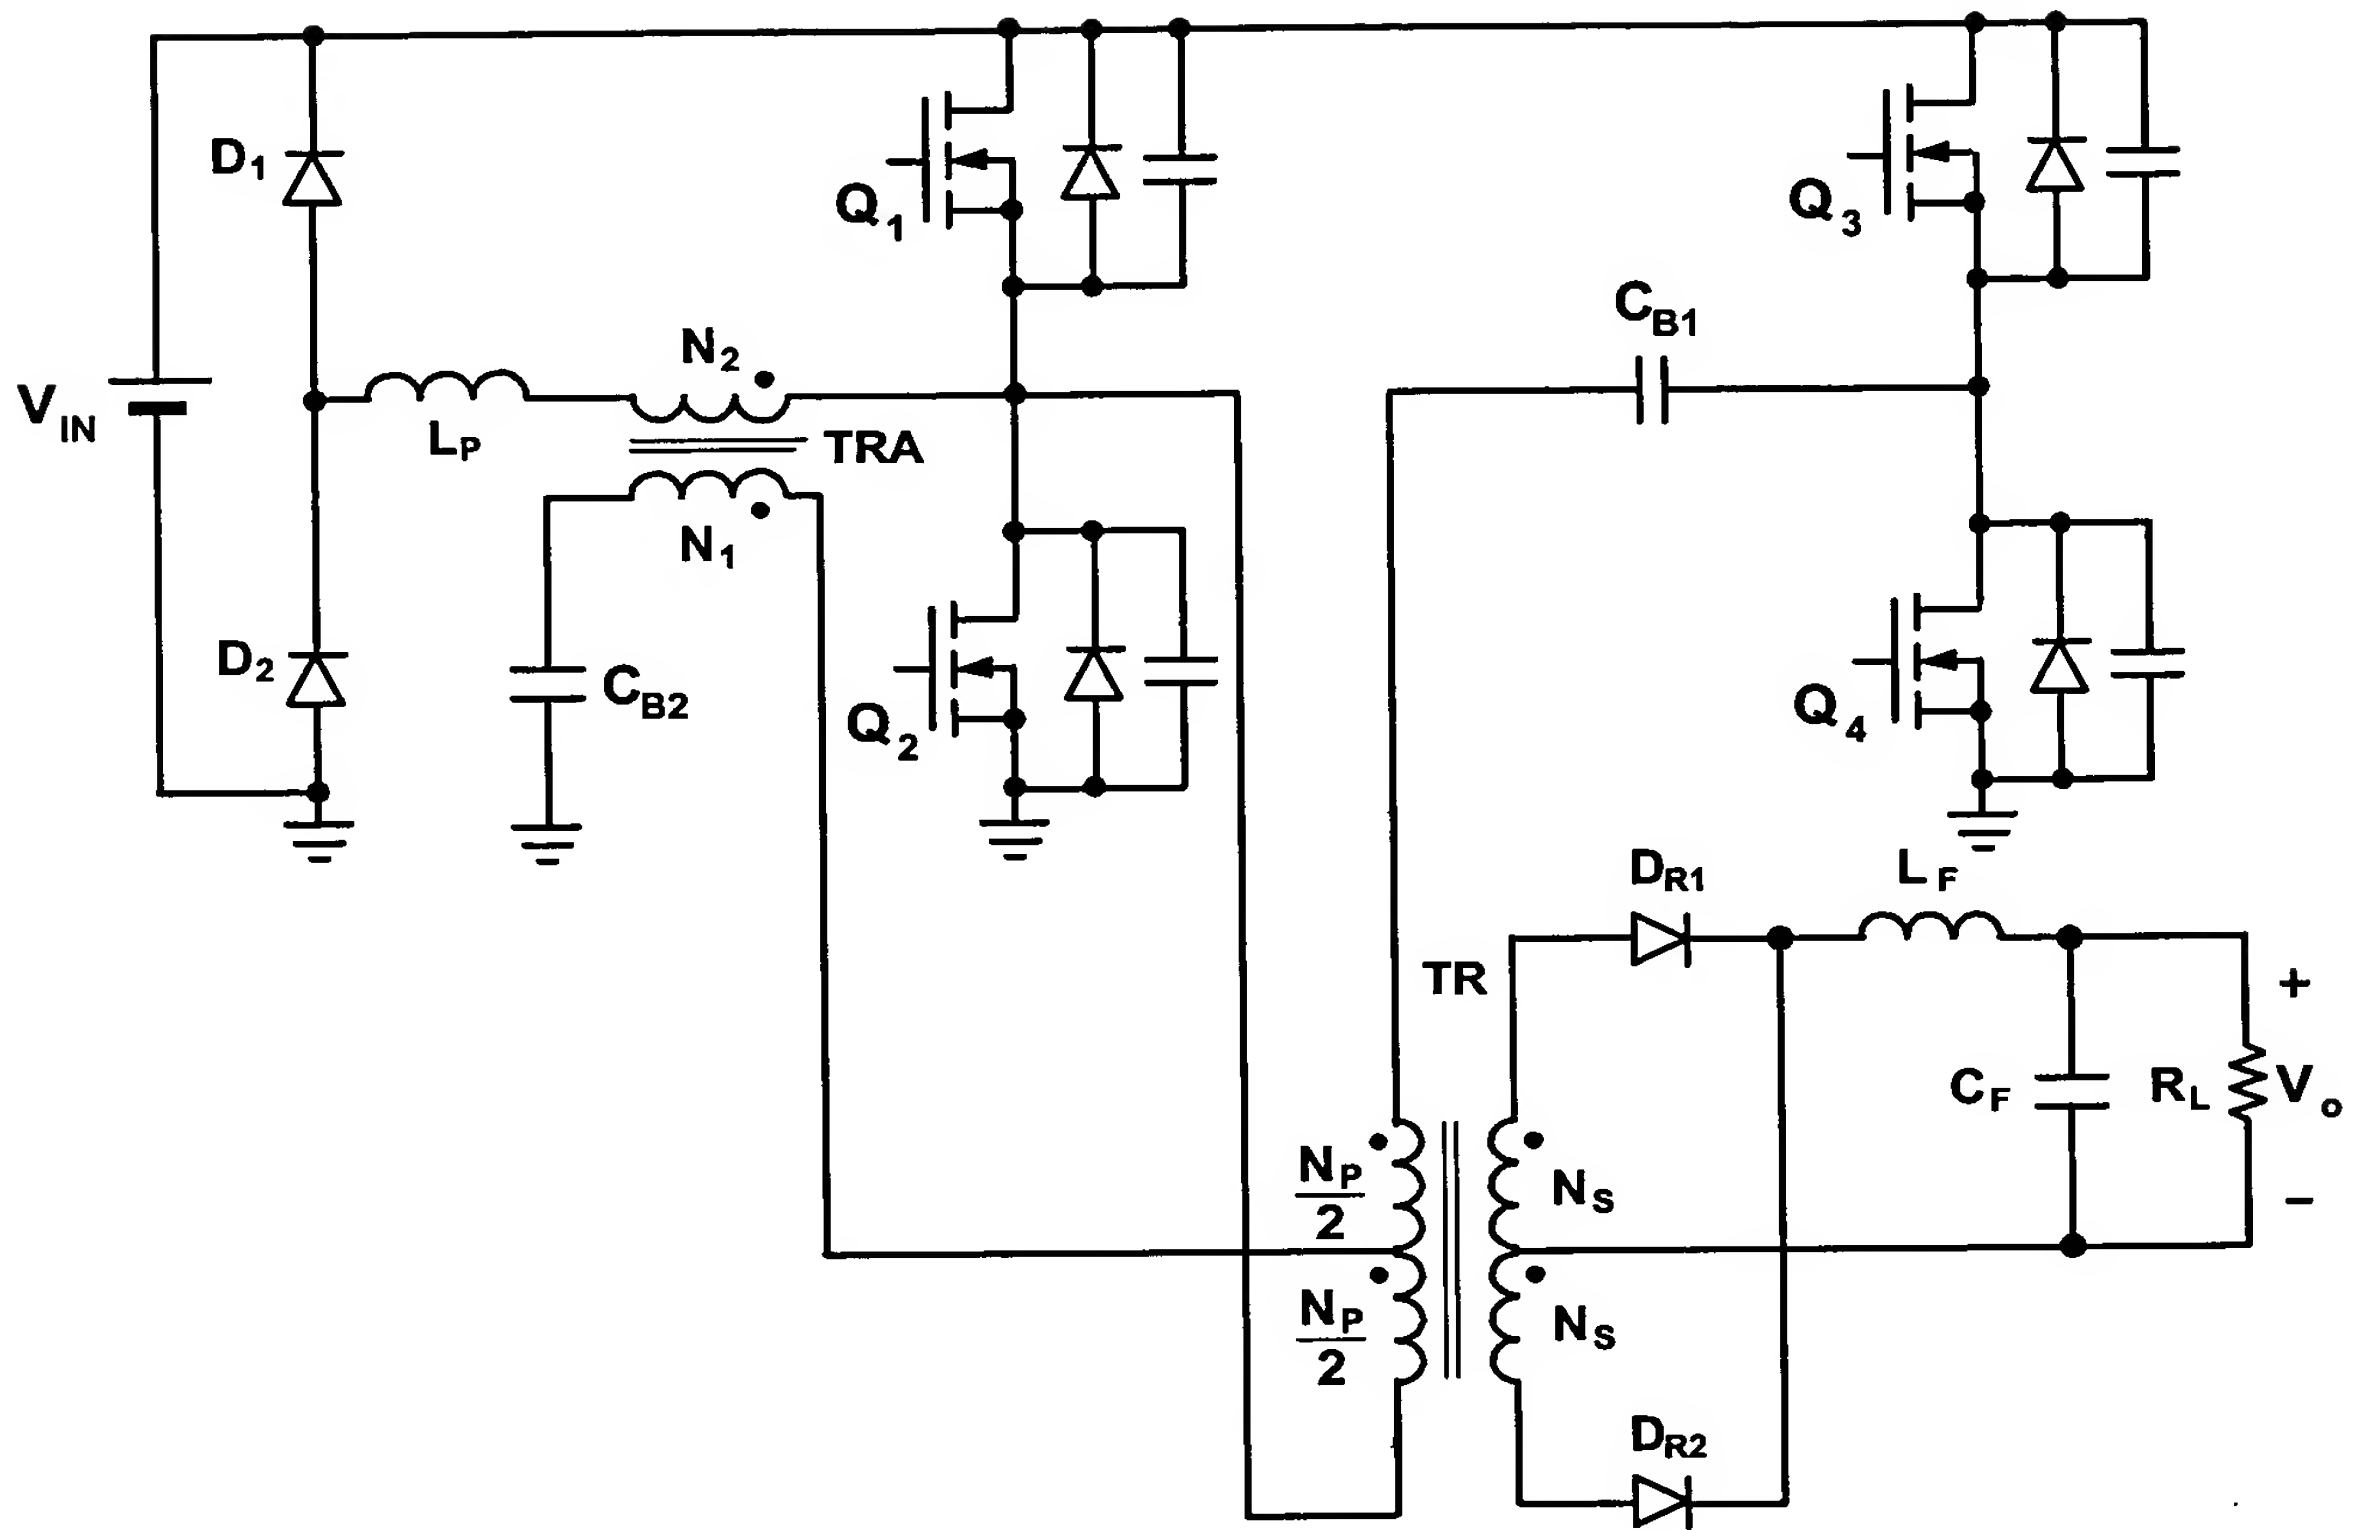 D1
Q1
Q3
CB1
N2
VIN
LP
TRA
N1
D2
CB2
Q2
Q4
DR1
LF
TR
+
CF
RL
Vo
NP
2
NS
−
NP
2
NS
DR2